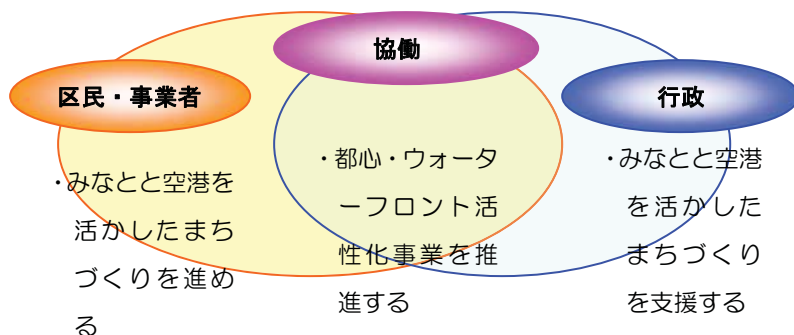 協働
区民・事業者
行政
・みなとと空港を
活かしたまち
づくりを進め
る
・都心・ウォータ
ーフロント活
性化事業を推
進する
・みなとと空港
を活かした
まちづくり
を支援する